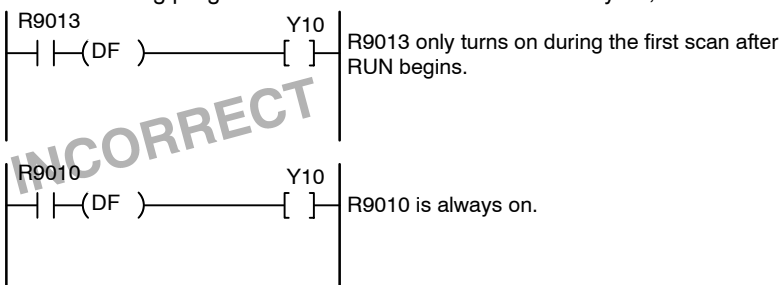 R9013
Y10
(DF )
[ ]
R9013 only turns on during the first scan after
RUN begins.
INCORRECT
R9010
Y10
(DF )
[ ]
R9010 is always on.